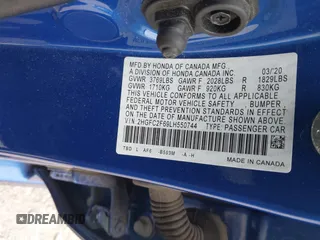 MFD. BY HONDA OF CANADA MFG.
A DIVISION OF HONDA CANADA INC. 03/20
GVWR 3769LBS GAWR F 2028LBS R 1829LBS
GVWR 1710KG GAWR F 920KG R 830KG
THIS VEHICLE CONFORMS TO ALL APPLICABLE
FEDERAL MOTOR VEHICLE SAFETY , BUMPER ,
AND THEFT PREVENTION STANDARDS IN EFFECT
ON THE DATE OF MANUFACTURE SHOWN ABOVE.
VIN 2HGFC2F69LH550744 TYPE PASSENGER CAR
MADE IN CANADA
DREAMBID